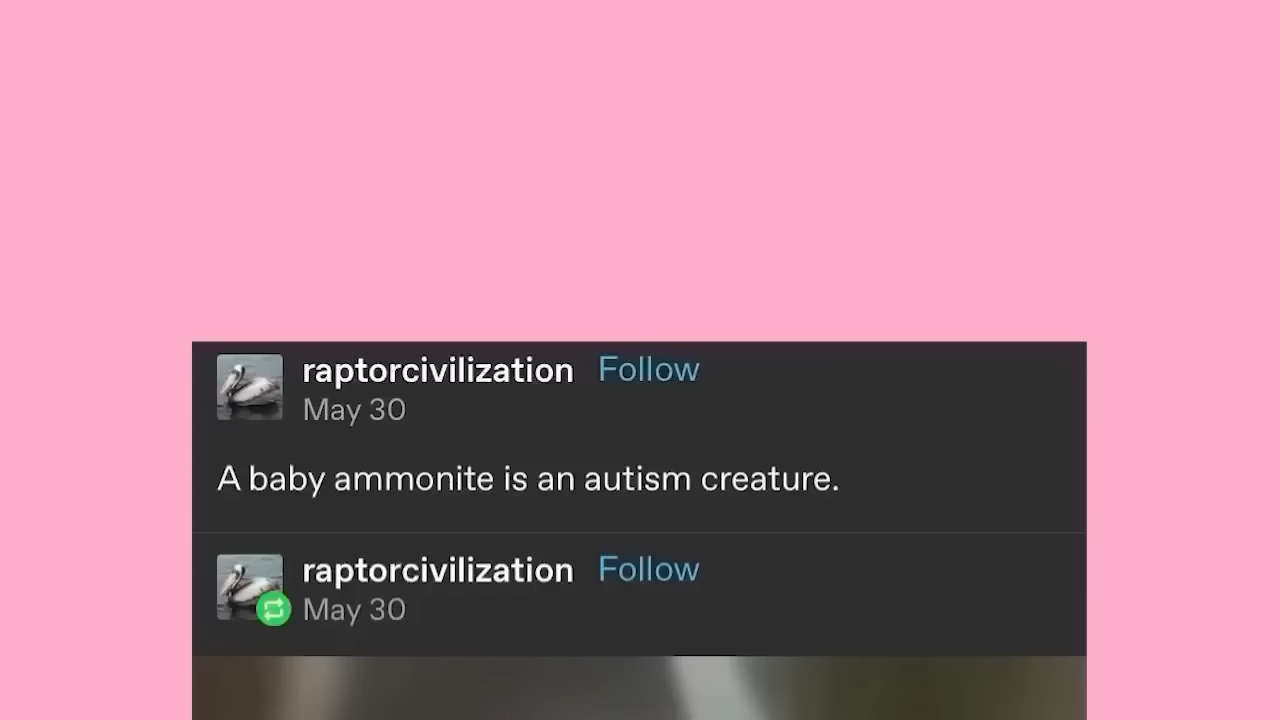 raptorcivilization Follow
May 30
A baby ammonite is an autism creature.
raptorcivilization Follow
May 30